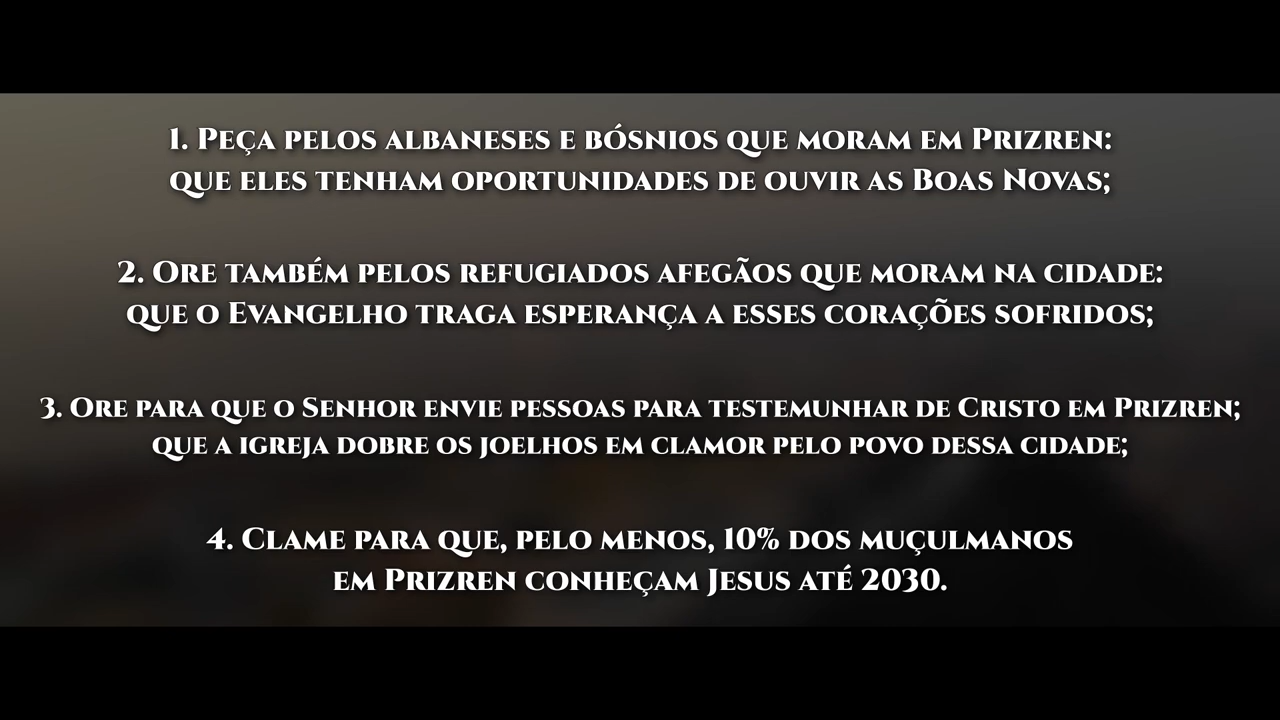 1. Peça pelos albaneses e bósnios que moram em Prizren:
que eles tenham oportunidades de ouvir as Boas Novas;
2. Ore também pelos refugiados afegãos que moram na cidade:
que o Evangelho traga esperança a esses corações sofridos;
3. Ore para que o Senhor envie pessoas para testemunhar de Cristo em Prizren;
que a igreja dobre os joelhos em clamor pelo povo dessa cidade;
4. Clame para que, pelo menos, 10% dos muçulmanos
em Prizren conheçam Jesus até 2030.